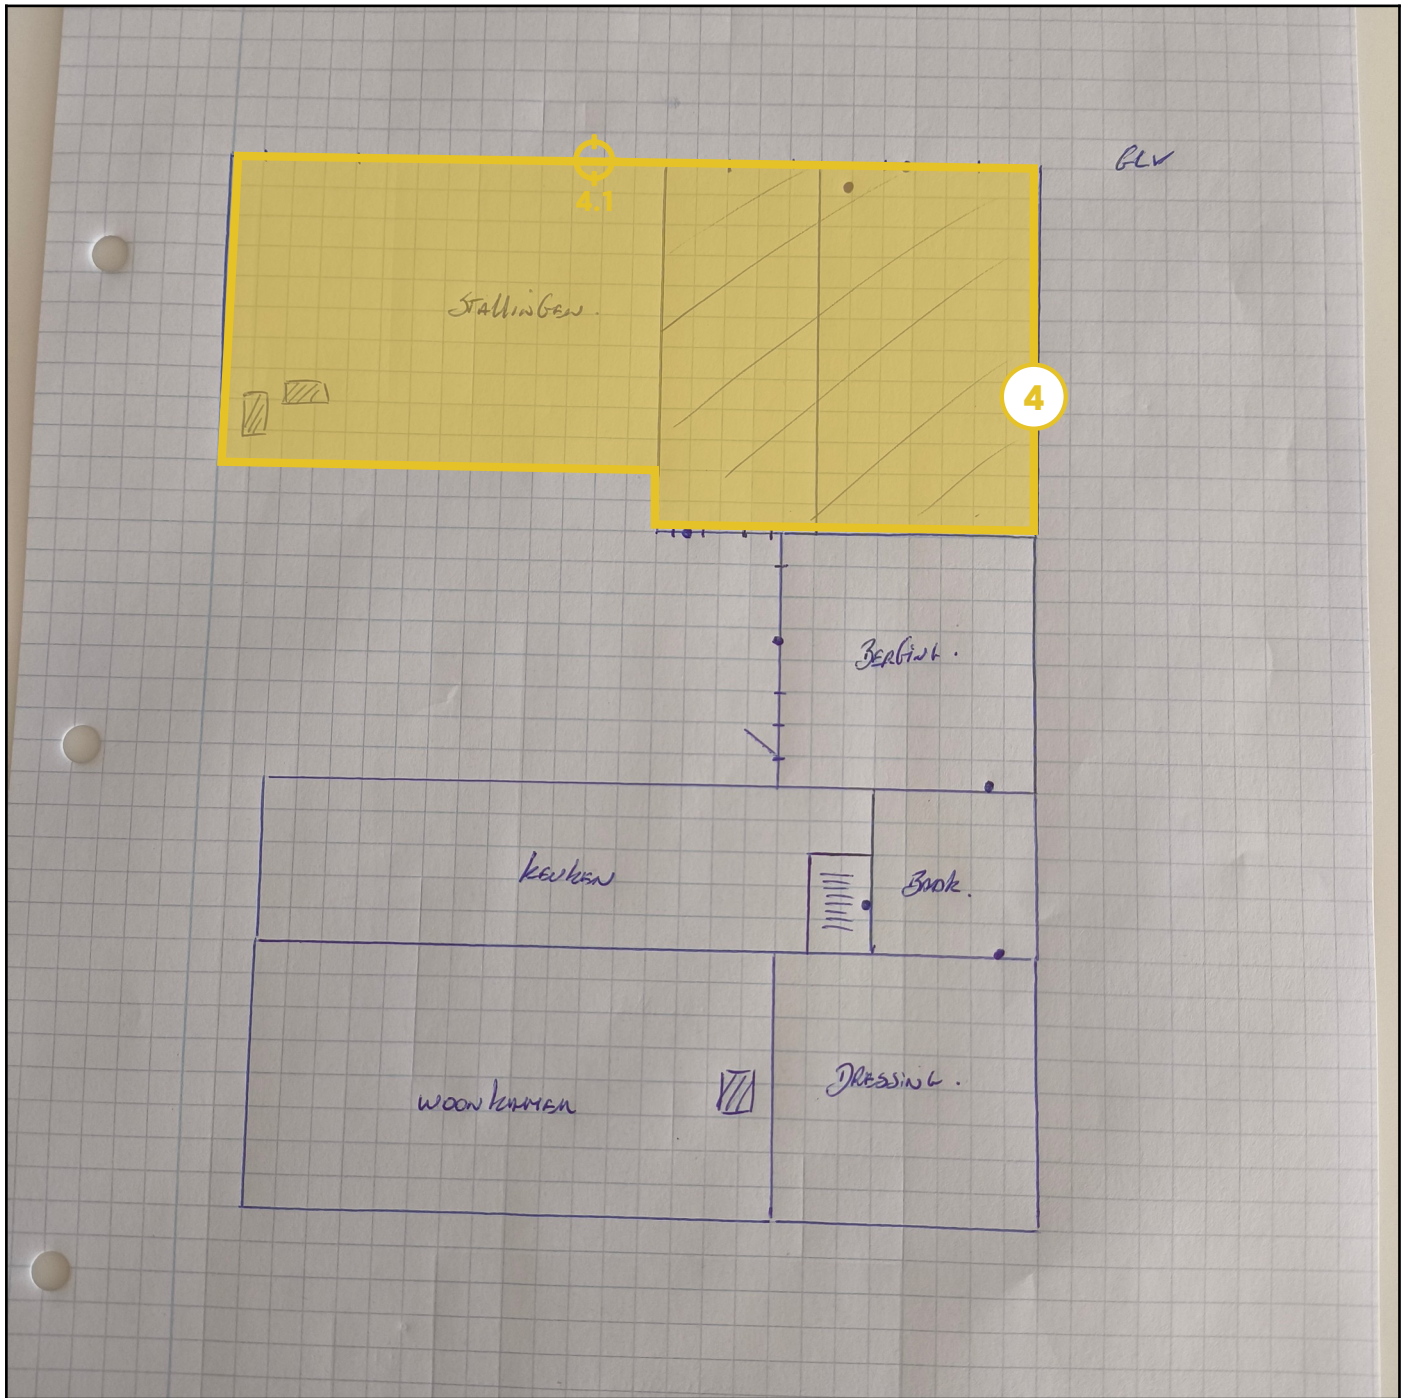 GLV
4.1
STALLINGEN.
4
BERGING.
KEUKEN
BADK.
DRESSING.
WOONKAMER